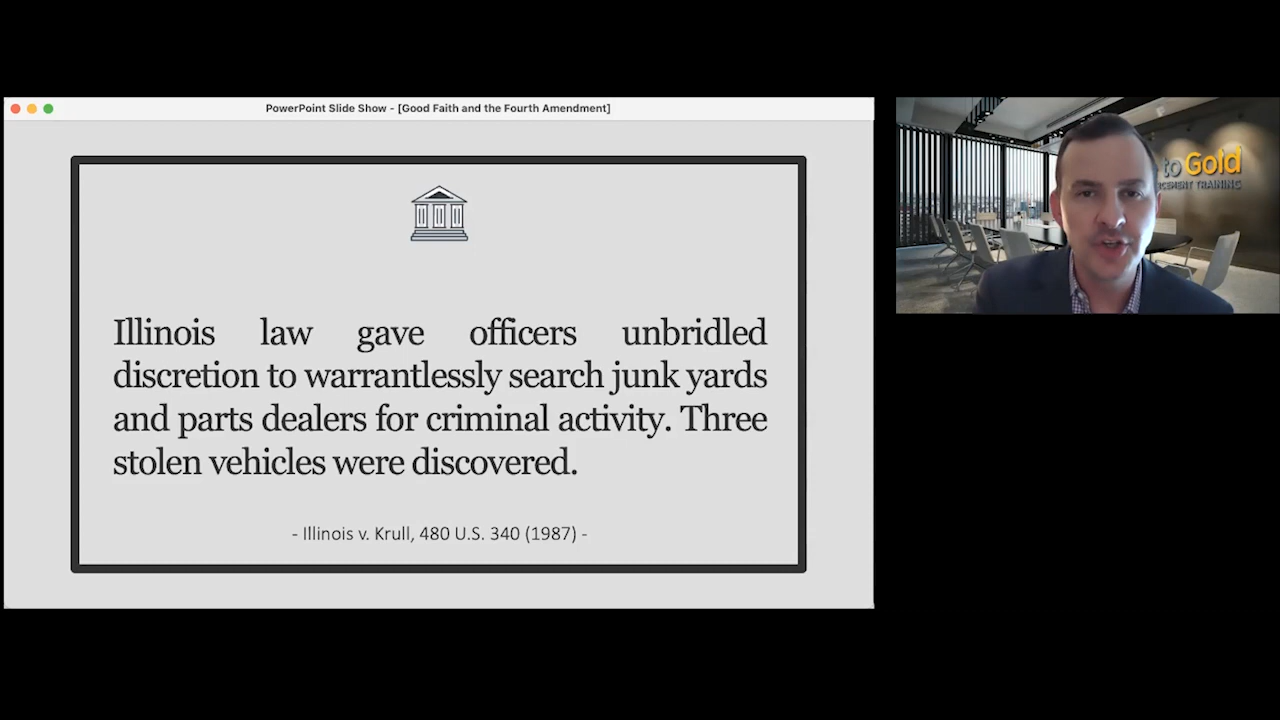 PowerPoint Slide Show - [Good Faith and the Fourth Amendment]
Illinois law gave officers unbridled
discretion to warrantlessly search junk yards
and parts dealers for criminal activity. Three
stolen vehicles were discovered.
- Illinois v. Krull, 480 U.S. 340 (1987) -
to Gold
TRAINING